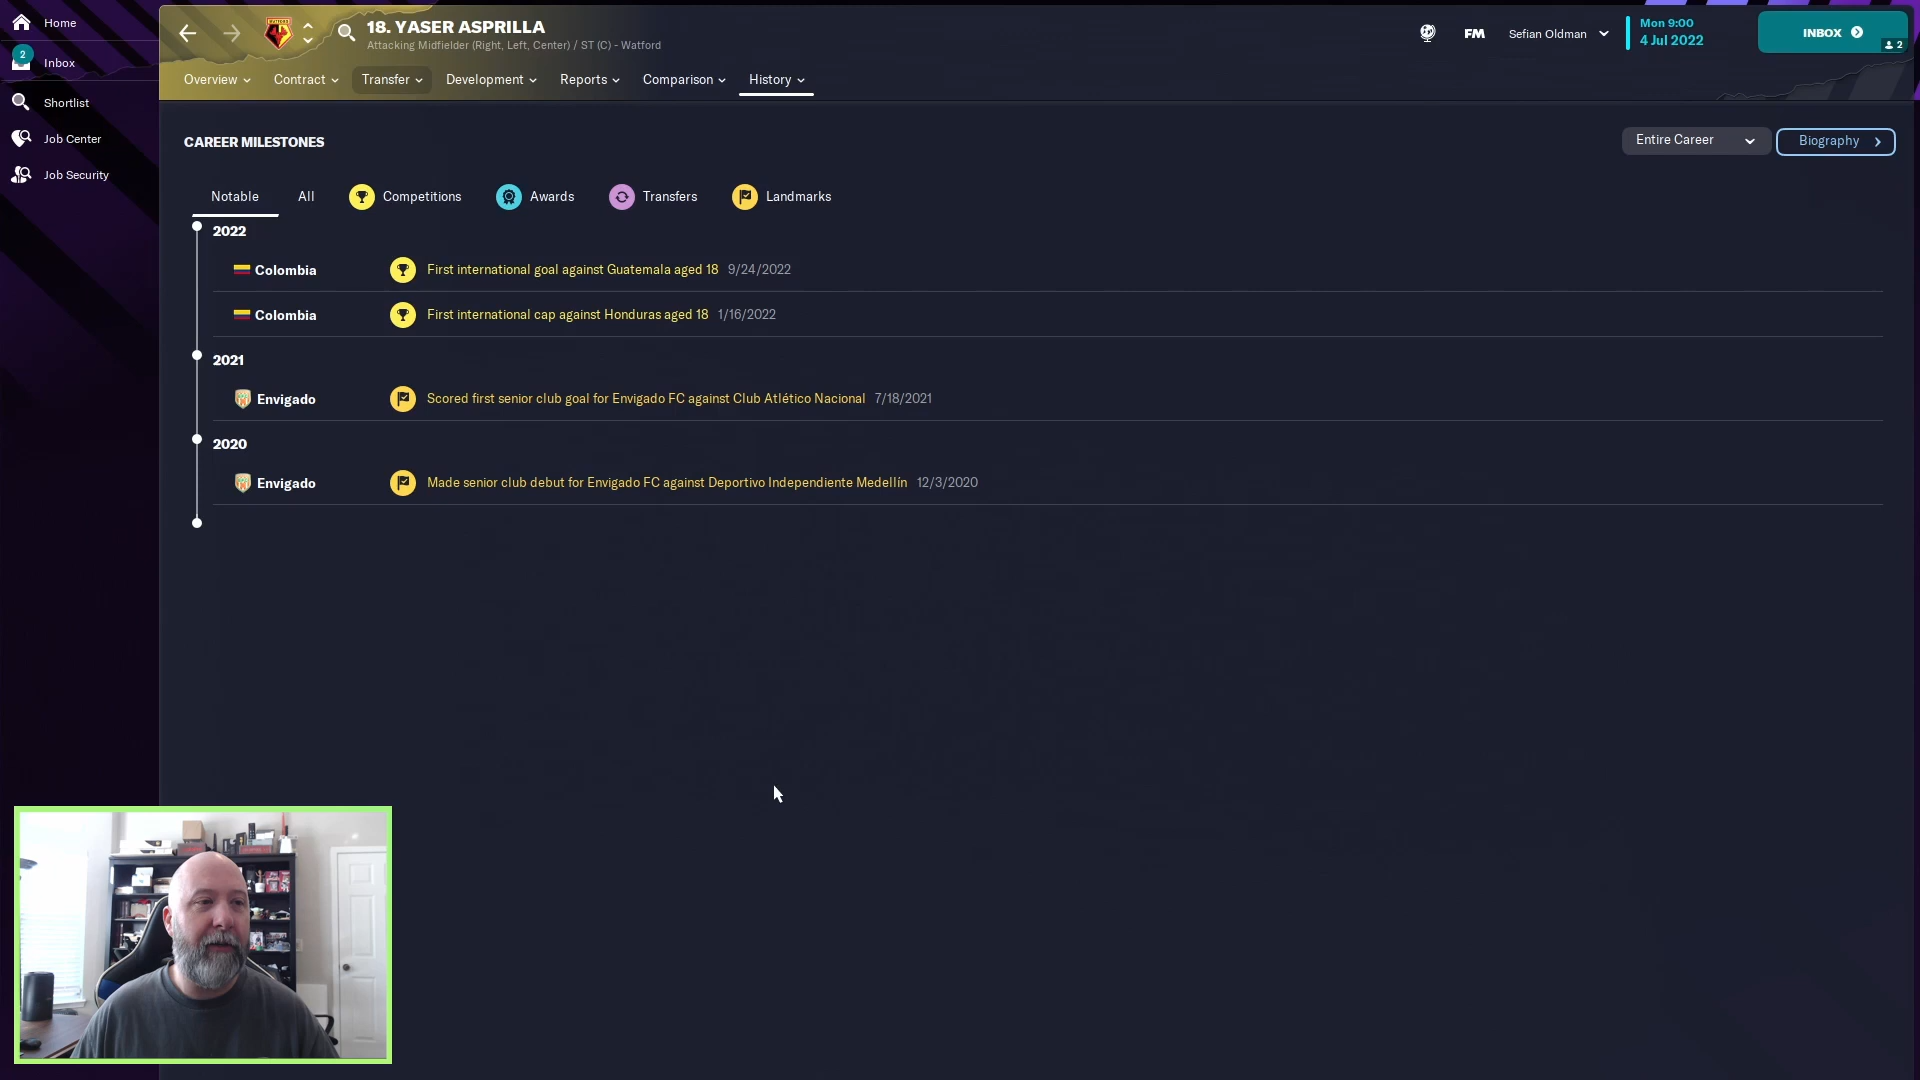 Home
2
Inbox
Shortlist
Job Center
Job Security
18. YASER ASPRILLA
Attacking Midfielder (Right, Left, Center) / ST (C) - Watford
FM
Sefian Oldman
Mon 9:00
4 Jul 2022
INBOX
2
Overview
Contract
Transfer
Development
Reports
Comparison
History
CAREER MILESTONES
Entire Career
Biography
Notable
All
Competitions
Awards
Transfers
Landmarks
2022
Colombia First international goal against Guatemala aged 18 9/24/2022
Colombia First international cap against Honduras aged 18 1/16/2022
2021
Envigado Scored first senior club goal for Envigado FC against Club Atlético Nacional 7/18/2021
2020
Envigado Made senior club debut for Envigado FC against Deportivo Independiente Medellín 12/3/2020